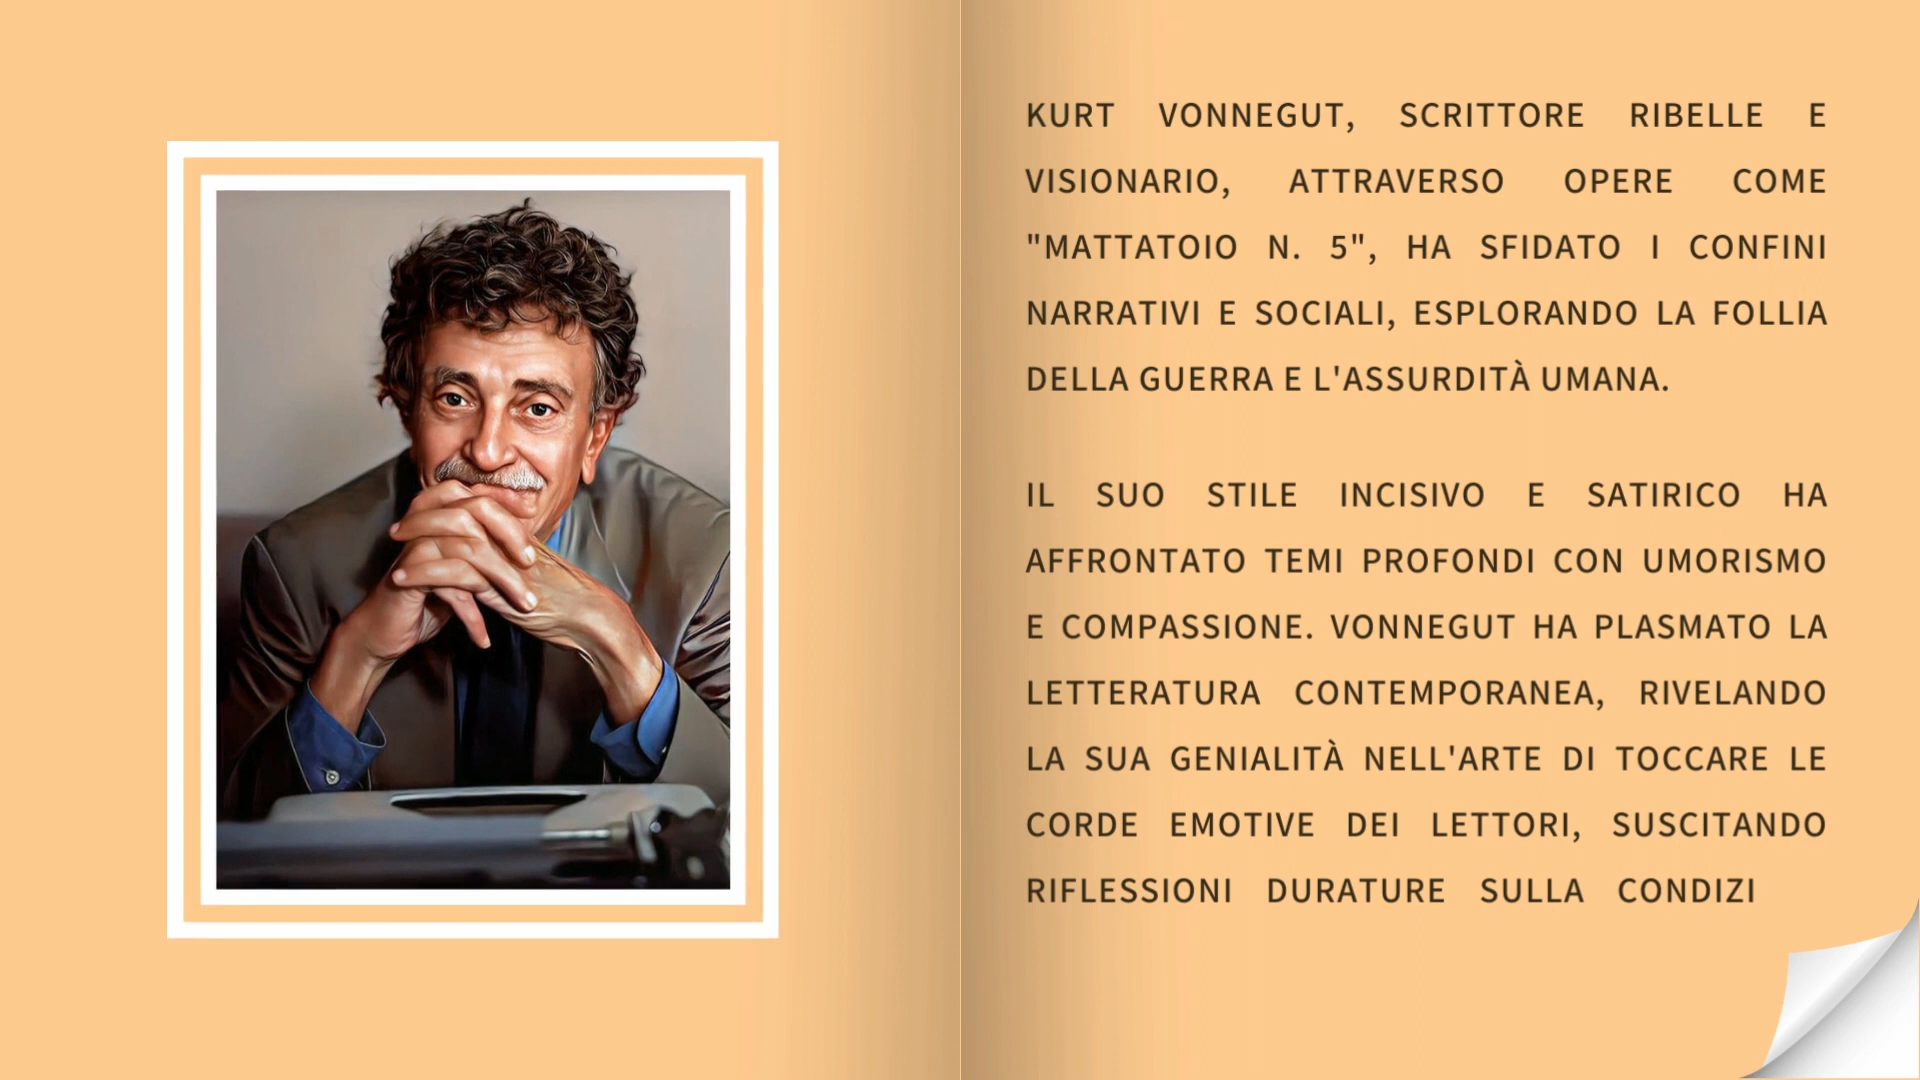 KURT VONNEGUT, SCRITTORE RIBELLE E
VISIONARIO, ATTRAVERSO OPERE COME
"MATTATOIO N. 5", HA SFIDATO I CONFINI
NARRATIVI E SOCIALI, ESPLORANDO LA FOLLIA
DELLA GUERRA E L'ASSURDITÀ UMANA.
IL SUO STILE INCISIVO E SATIRICO HA
AFFRONTATO TEMI PROFONDI CON UMORISMO
E COMPASSIONE. VONNEGUT HA PLASMATO LA
LETTERATURA CONTEMPORANEA, RIVELANDO
LA SUA GENIALITÀ NELL'ARTE DI TOCCARE LE
CORDE EMOTIVE DEI LETTORI, SUSCITANDO
RIFLESSIONI DURATURE SULLA CONDIZI